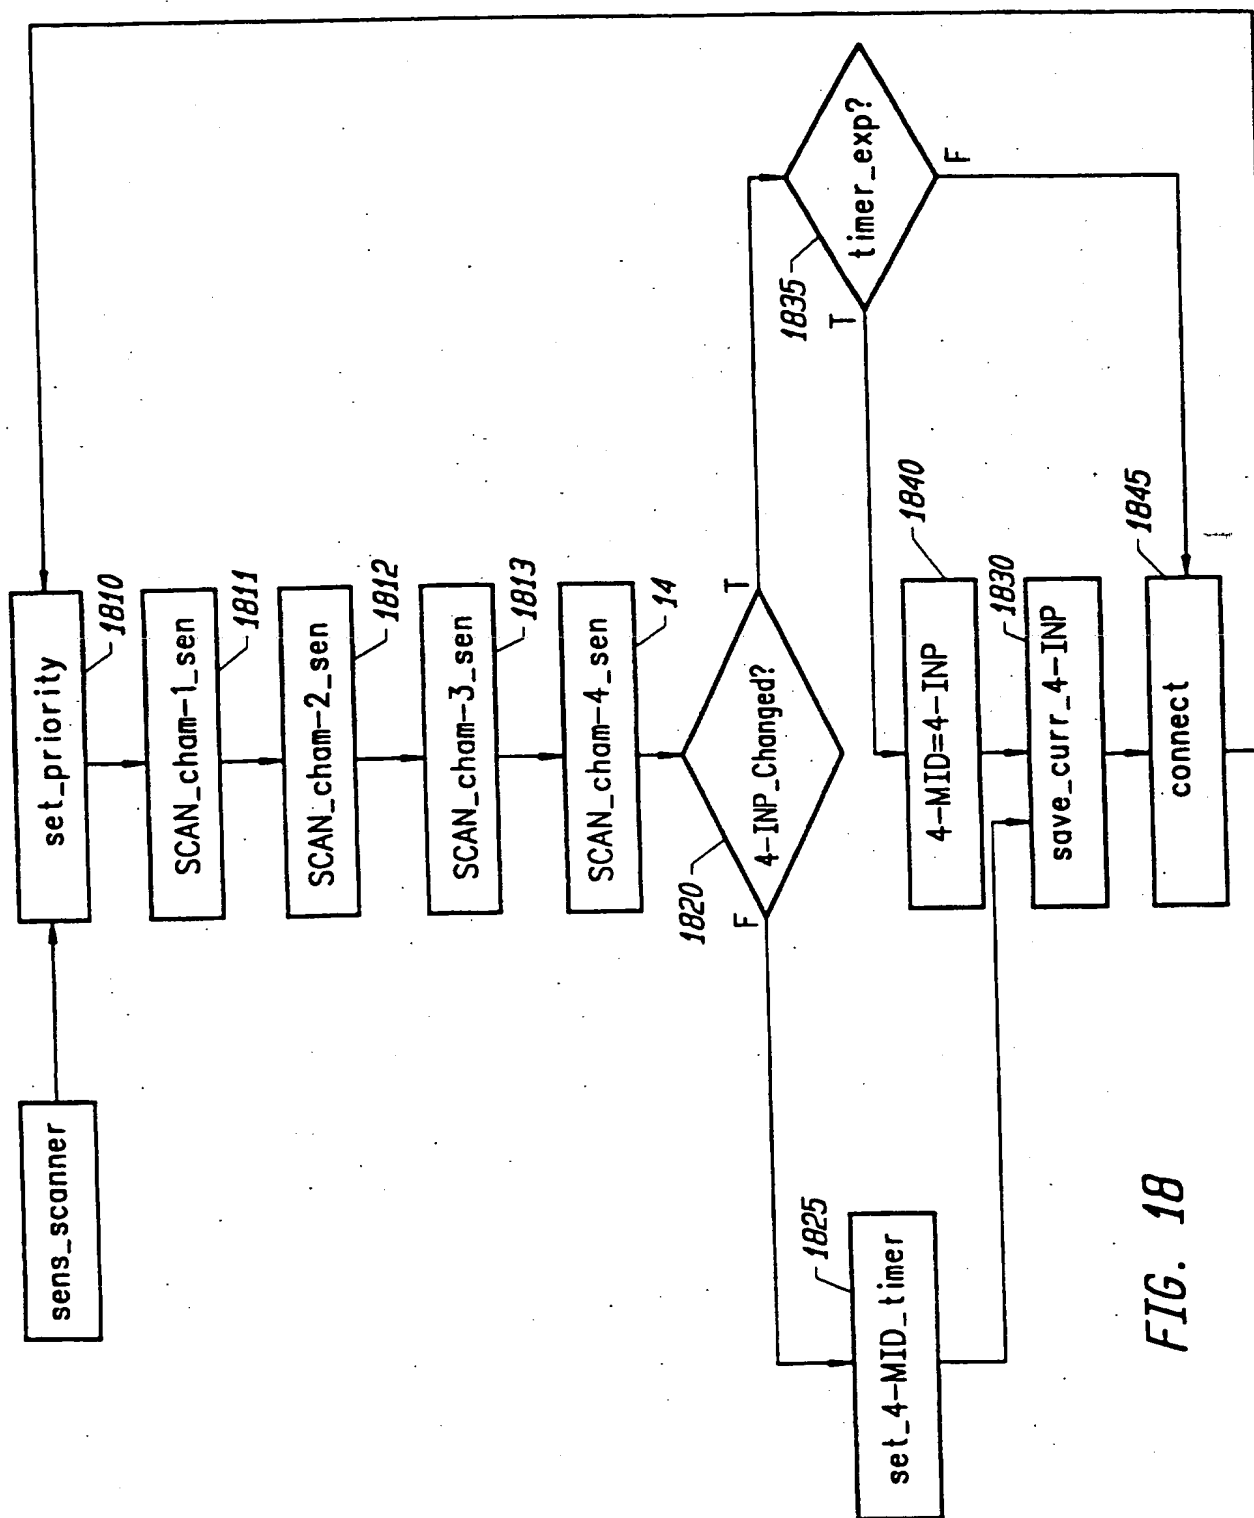 sens_scanner
set_priority
1810
SCAN_cham-1_sen
1811
SCAN_cham-2_sen
1812
SCAN_cham-3_sen
1813
SCAN_cham-4_sen
14
4-INP_Changed?
1820
F
T
set_4-MID_timer
1825
timer_exp?
1835
T
F
4-MID=4-INP
1840
save_curr_4-INP
1830
connect
1845
FIG. 18